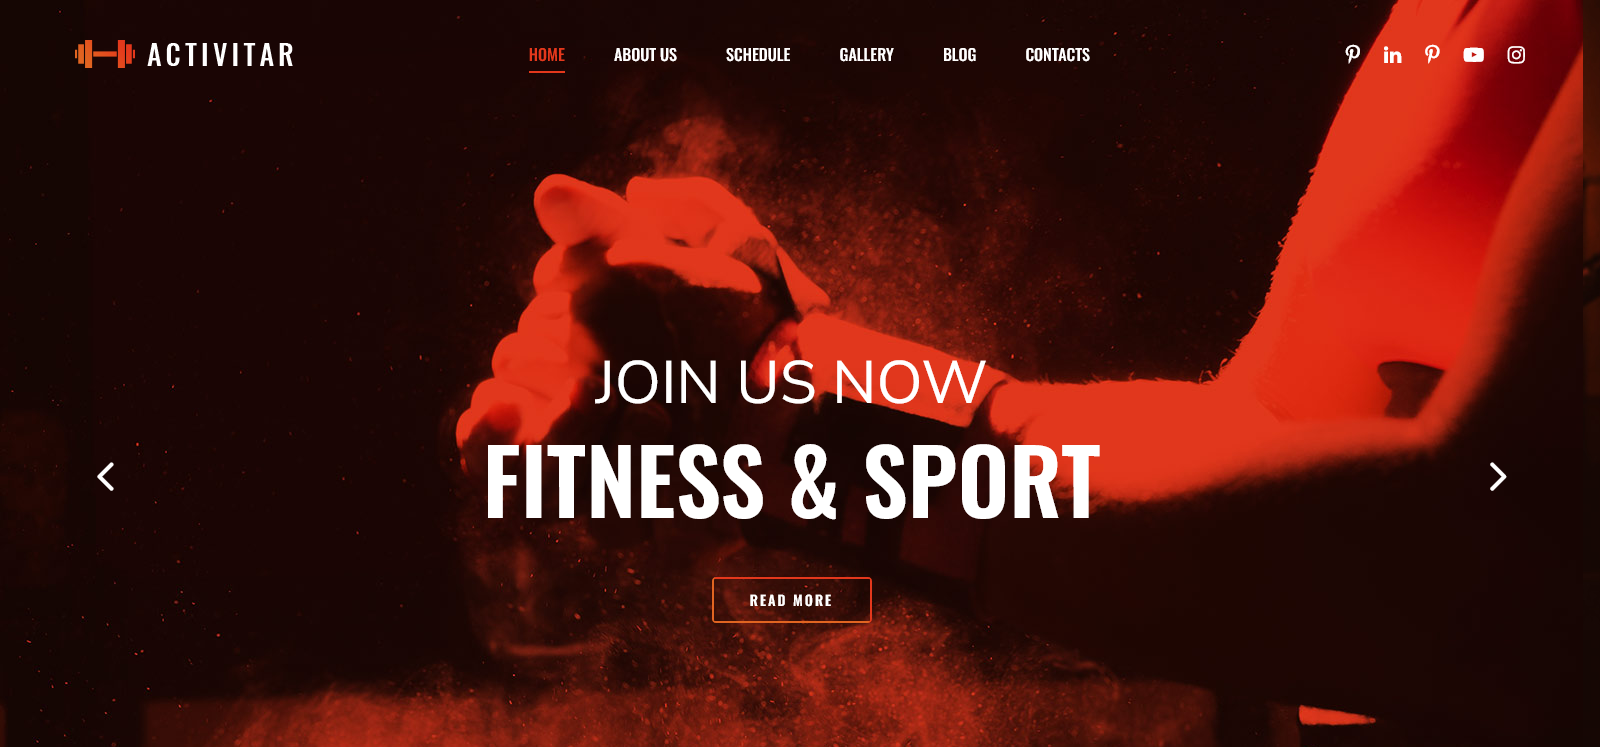 ACTIVITAR
HOME ABOUT US SCHEDULE GALLERY BLOG CONTACTS
JOIN US NOW
FITNESS & SPORT
READ MORE